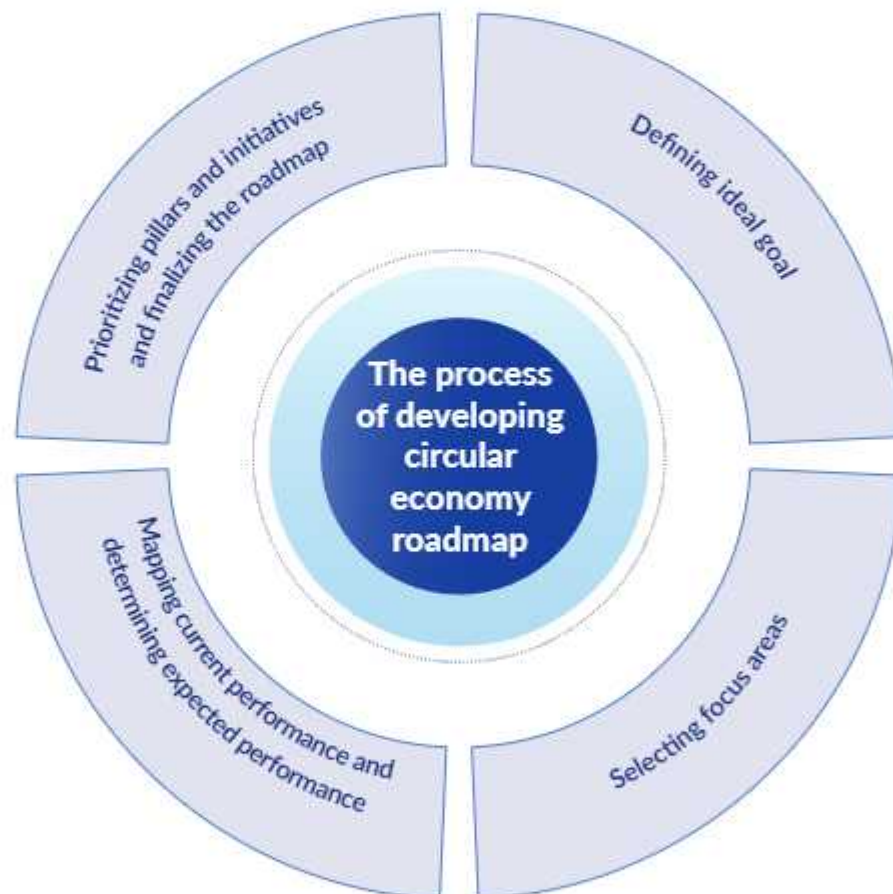 Prioritizing pillars and initiatives
and finalizing the roadmap
Defining ideal goal
The process
of developing
circular
economy
roadmap
Mapping current performance and
determining expected performance
Selecting focus areas